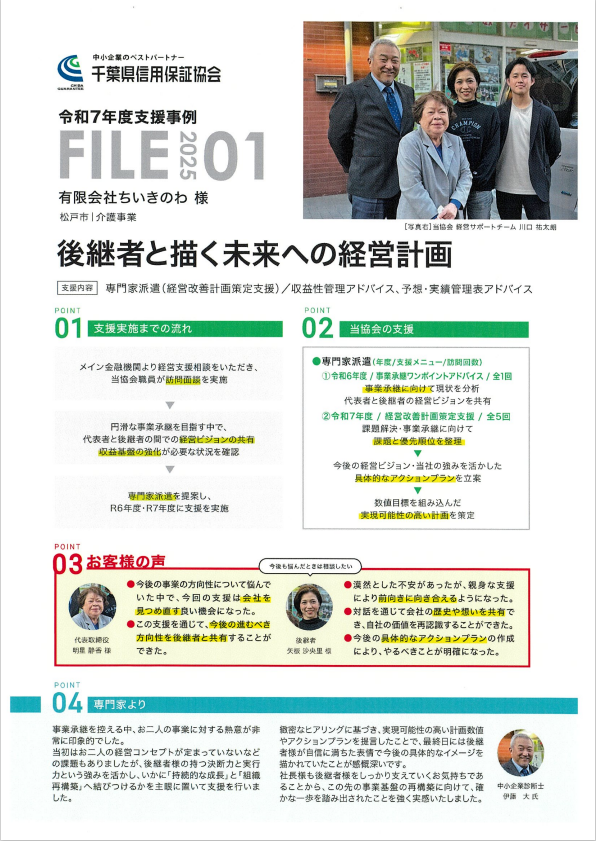 中小企業のベストパートナー
千葉県信用保証協会
CHIBA
GUARANTEE
令和7年度支援事例
FILE 2025 01
有限会社ちいきのわ 様
松戸市|介護事業
[写真右]当協会 経営サポートチーム 川口 祐太朗
後継者と描く未来への経営計画
支援内容 専門家派遣(経営改善計画策定支援)/収益性管理アドバイス、予想・実績管理表アドバイス
POINT
01 支援実施までの流れ
メイン金融機関より経営支援相談をいただき、
当協会職員が訪問面談を実施
▼
円滑な事業承継を目指す中で、
代表者と後継者の間での経営ビジョンの共有
収益基盤の強化が必要な状況を確認
▼
専門家派遣を提案し、
R6年度・R7年度に支援を実施
POINT
02 当協会の支援
●専門家派遣(年度/支援メニュー/訪問回数)
①令和6年度 / 事業承継ワンポイントアドバイス / 全1回
事業承継に向けて現状を分析
代表者と後継者の経営ビジョンを共有
②令和7年度 / 経営改善計画策定支援 / 全5回
課題解決・事業承継に向けて
課題と優先順位を整理
▼
今後の経営ビジョン・当社の強みを活かした
具体的なアクションプランを立案
▼
数値目標を組み込んだ
実現可能性の高い計画を策定
POINT
03 お客様の声
今後も悩んだときは相談したい
●今後の事業の方向性について悩んで
いた中で、今回の支援は会社を
見つめ直す良い機会になった。
●この支援を通じて、今後の進むべき
方向性を後継者と共有することが
できた。
代表取締役
明星 静香 様
●漠然とした不安があったが、親身な支援
により前向きに向き合えるようになった。
●対話を通じて会社の歴史や想いを共有で
き、自社の価値を再認識することができた。
●今後の具体的なアクションプランの作成
により、やるべきことが明確になった。
後継者
矢板 沙央里 様
POINT
04 専門家より
事業承継を控える中、お二人の事業に対する熱意が非
常に印象的でした。
当初はお二人の経営コンセプトが定まっていないなど
の課題もありましたが、後継者様の持つ決断力と実行
力という強みを活かし、いかに「持続的な成長」と「組織
再構築」へ結びつけるかを主眼に置いて支援を行いま
した。
緻密なヒアリングに基づき、実現可能性の高い計画数値
やアクションプランを提言したことで、最終日には後継
者様が自信に満ちた表情で今後の具体的なイメージを
描かれていたことが感慨深いです。
社長様も後継者様をしっかり支えていくお気持ちであ
ることから、この先の事業基盤の再構築に向けて、確
かな一歩を踏み出されたことを強く実感いたしました。
中小企業診断士
伊藤 大 氏